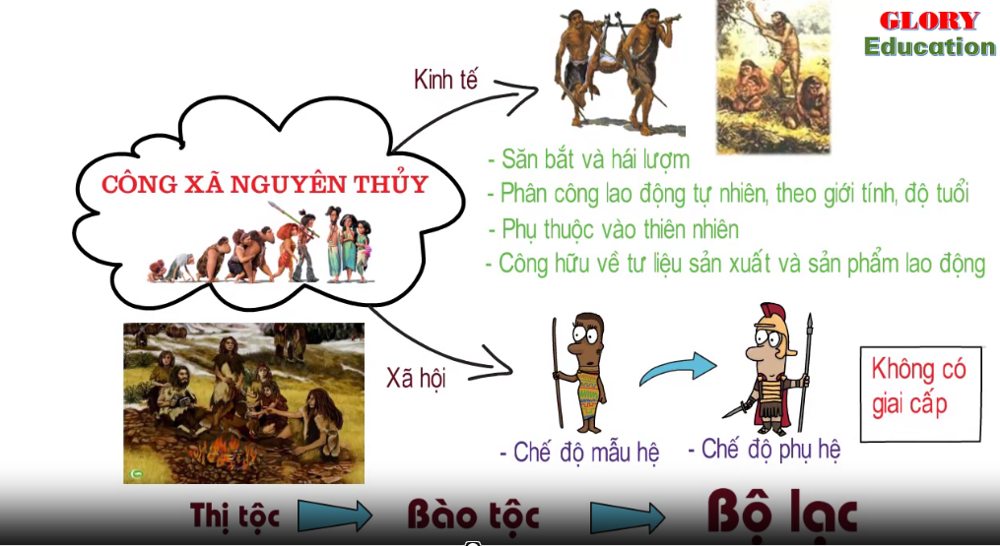 GLORY
Education
Kinh tế
CÔNG XÃ NGUYÊN THỦY
- Săn bắt và hái lượm
- Phân công lao động tự nhiên, theo giới tính, độ tuổi
- Phụ thuộc vào thiên nhiên
- Công hữu về tư liệu sản xuất và sản phẩm lao động
Xã hội
Không có
giai cấp
- Chế độ mẫu hệ
- Chế độ phụ hệ
Thị tộc
Bào tộc
Bộ lạc